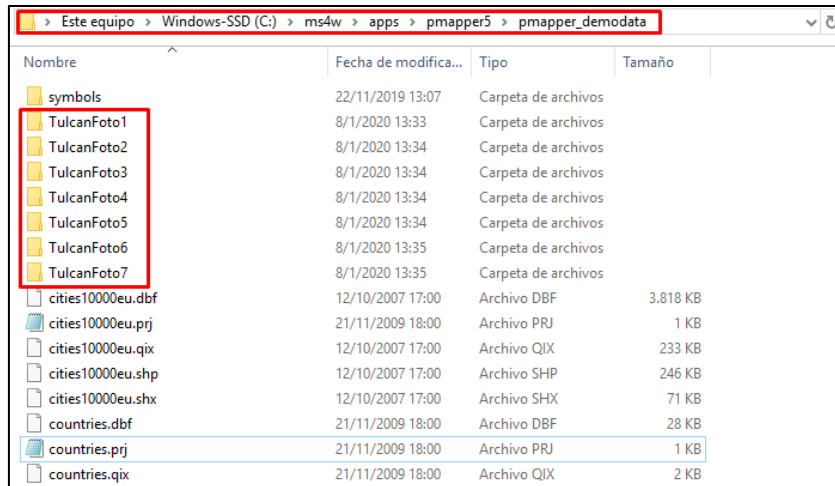 Este equipo > Windows-SSD (C:) > ms4w > apps > pmapper5 > pmapper_demodata
Nombre Fecha de modifica... Tipo Tamaño
symbols 22/11/2019 13:07 Carpeta de archivos
TulcanFoto1 8/1/2020 13:33 Carpeta de archivos
TulcanFoto2 8/1/2020 13:34 Carpeta de archivos
TulcanFoto3 8/1/2020 13:34 Carpeta de archivos
TulcanFoto4 8/1/2020 13:34 Carpeta de archivos
TulcanFoto5 8/1/2020 13:34 Carpeta de archivos
TulcanFoto6 8/1/2020 13:35 Carpeta de archivos
TulcanFoto7 8/1/2020 13:35 Carpeta de archivos
cities10000eu.dbf 12/10/2007 17:00 Archivo DBF 3.818 KB
cities10000eu.prj 21/11/2009 18:00 Archivo PRJ 1 KB
cities10000eu.qix 12/10/2007 17:00 Archivo QIX 233 KB
cities10000eu.shp 12/10/2007 17:00 Archivo SHP 246 KB
cities10000eu.shx 12/10/2007 17:00 Archivo SHX 71 KB
countries.dbf 21/11/2009 18:00 Archivo DBF 28 KB
countries.prj 21/11/2009 18:00 Archivo PRJ 1 KB
countries.qix 21/11/2009 18:00 Archivo QIX 2 KB